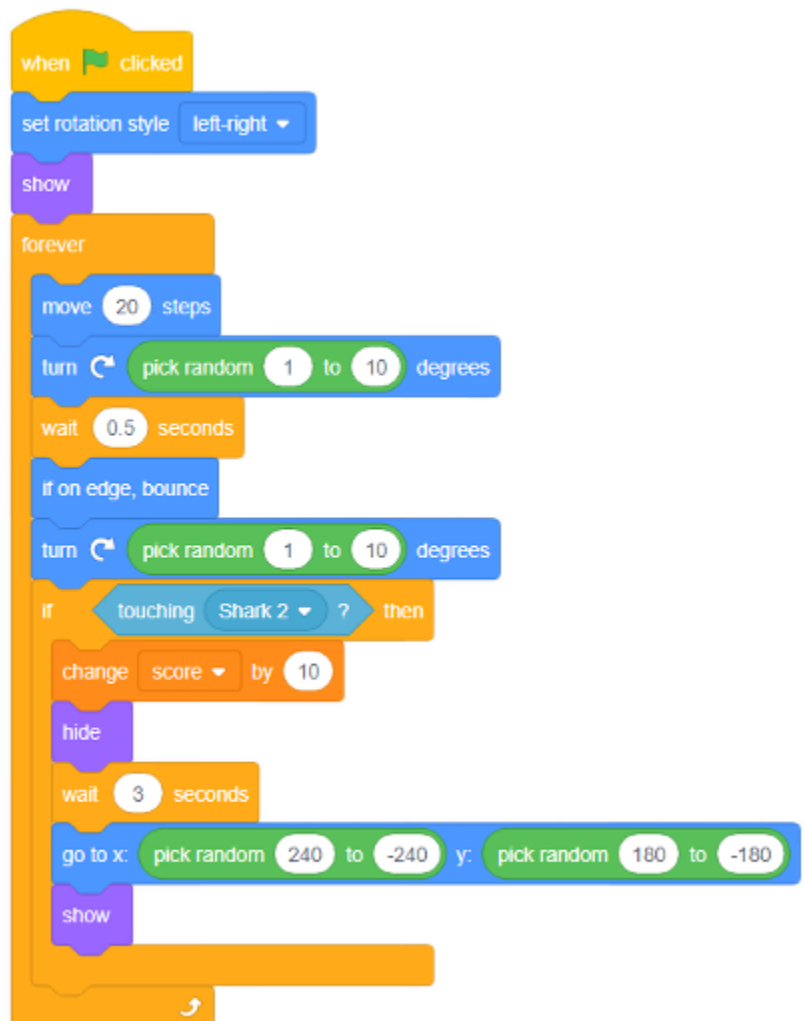 when clicked
set rotation style left-right
show
forever
move 20 steps
turn pick random 1 to 10 degrees
wait 0.5 seconds
if on edge, bounce
turn pick random 1 to 10 degrees
if touching Shark 2 ? then
change score by 10
hide
wait 3 seconds
go to x: pick random 240 to -240 y: pick random 180 to -180
show